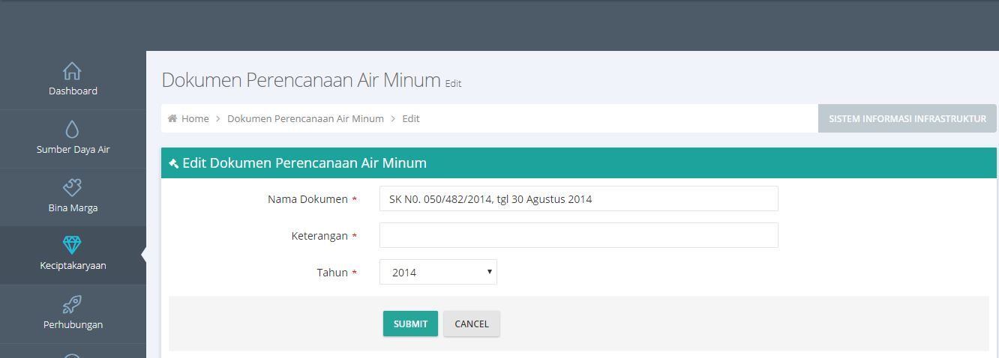 Dashboard
Sumber Daya Air
Bina Marga
Keciptakaryaan
Perhubungan
Dokumen Perencanaan Air Minum Edit
Home > Dokumen Perencanaan Air Minum > Edit
SISTEM INFORMASI INFRASTRUKTUR
Edit Dokumen Perencanaan Air Minum
Nama Dokumen * SK N0. 050/482/2014, tgl 30 Agustus 2014
Keterangan *
Tahun * 2014
SUBMIT CANCEL